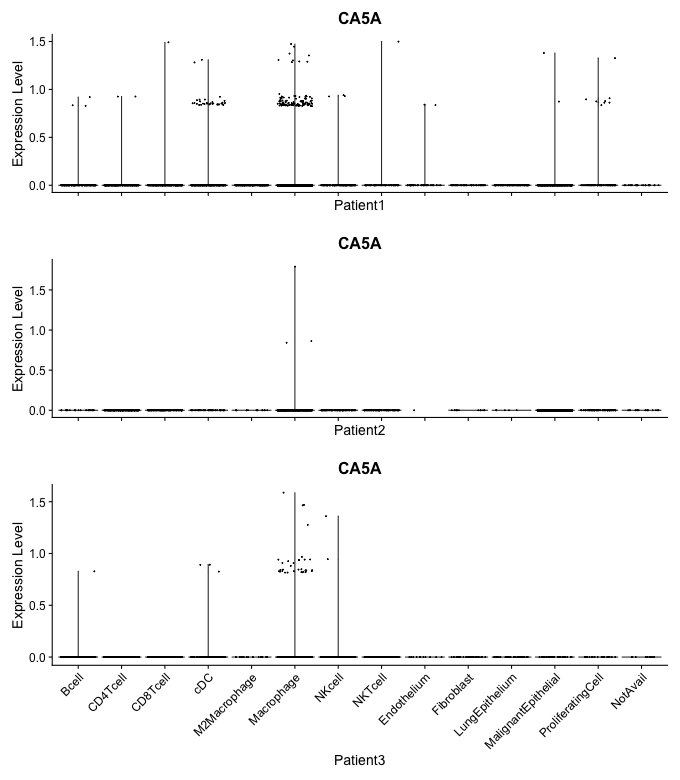 CA5A
Expression Level
1.5
1.0
0.5
0.0
Patient1
CA5A
Expression Level
1.5
1.0
0.5
0.0
Patient2
CA5A
Expression Level
1.5
1.0
0.5
0.0
Bcell
CD4Tcell
CD8Tcell
cDC
M2Macrophage
Macrophage
NKcell
NKTcell
Endothelium
Fibroblast
LungEpithelium
MalignantEpithelial
ProliferatingCell
NotAvail
Patient3